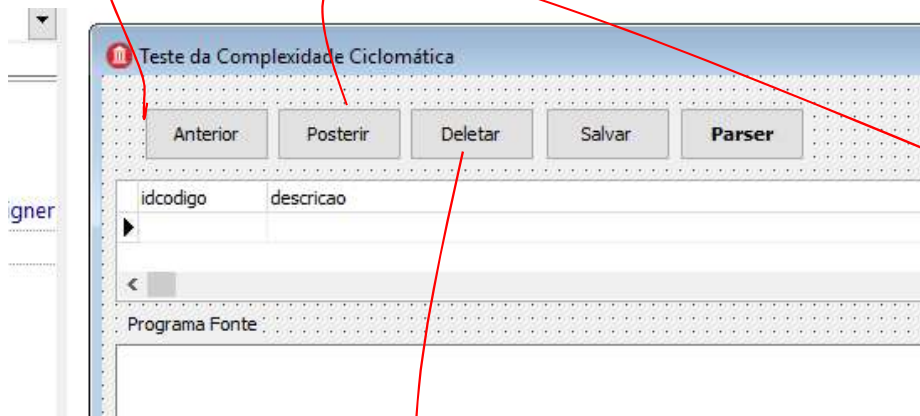 Teste da Complexidade Ciclomática
Anterior Posterir Deletar Salvar Parser
idcodigo descricao
igner
Programa Fonte